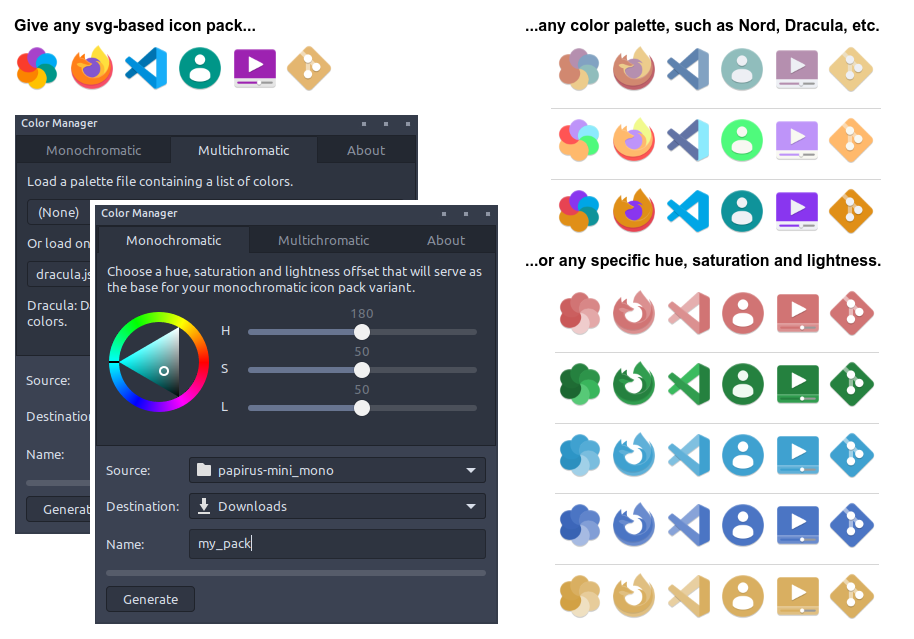 Give any svg-based icon pack...
...any color palette, such as Nord, Dracula, etc.
Color Manager
Monochromatic
Multichromatic
About
Load a palette file containing a list of colors.
(None)
Or load on
dracula.js
Dracula: D
colors.
Source:
Destination
Name:
Generat
Color Manager
Monochromatic
Multichromatic
About
Choose a hue, saturation and lightness offset that will serve as
the base for your monochromatic icon pack variant.
180
H
50
S
50
L
Source:
papirus-mini_mono
Destination:
Downloads
Name:
my_pack
Generate
...or any specific hue, saturation and lightness.